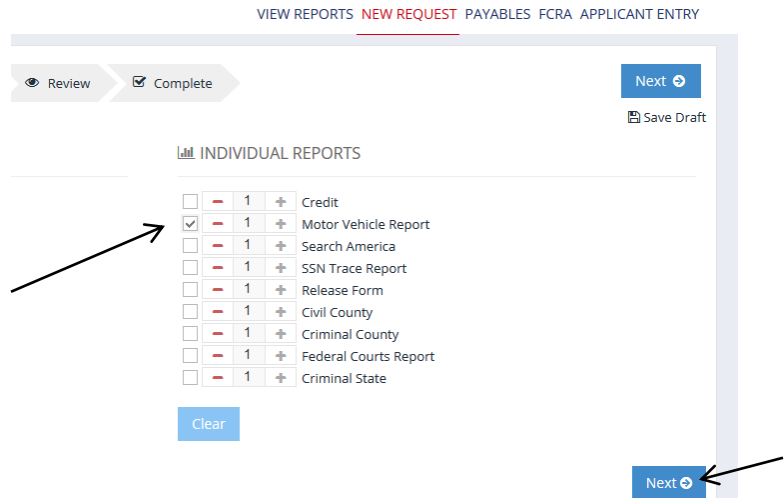 VIEW REPORTS NEW REQUEST PAYABLES FCRA APPLICANT ENTRY
Review Complete Next
Save Draft
INDIVIDUAL REPORTS
1 Credit
1 Motor Vehicle Report
1 Search America
1 SSN Trace Report
1 Release Form
1 Civil County
1 Criminal County
1 Federal Courts Report
1 Criminal State
Clear
Next